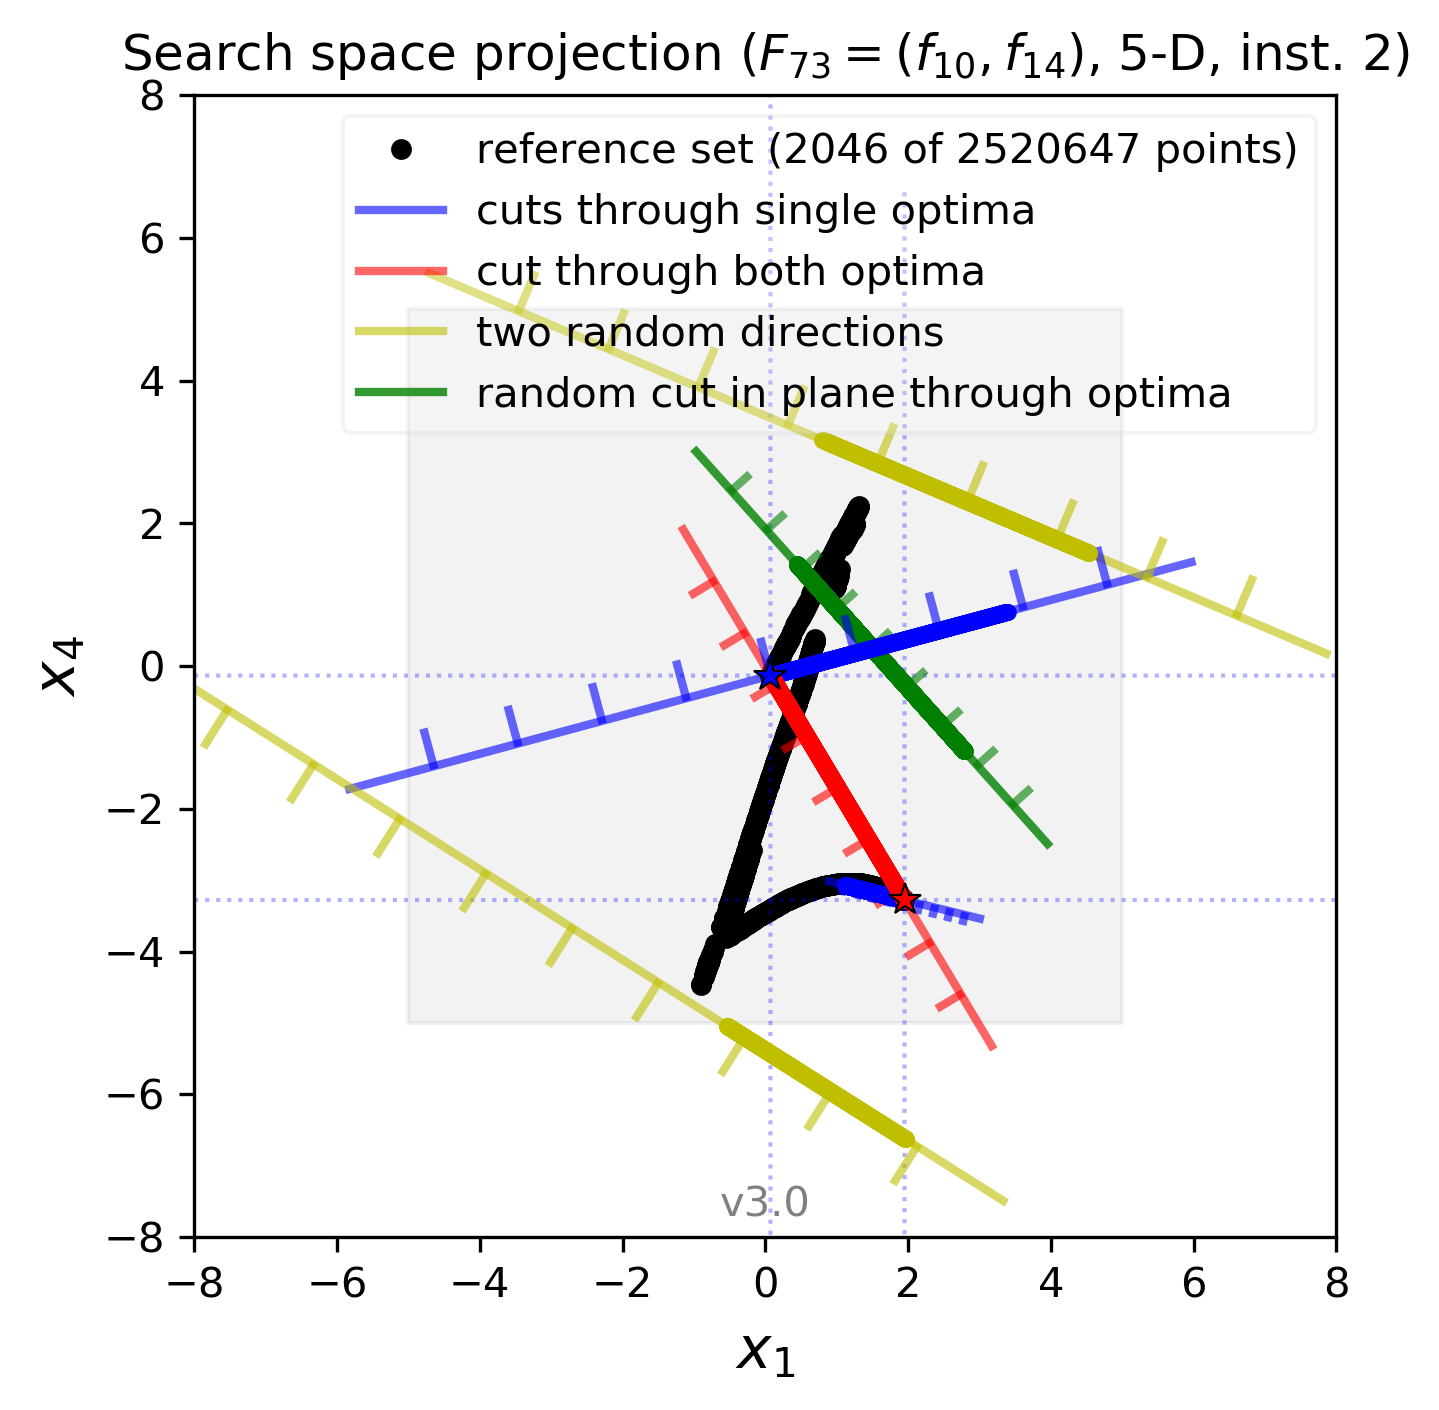 Search space projection (F₇₃ = (f₁₀, f₁₄), 5-D, inst. 2)
8
reference set (2046 of 2520647 points)
cuts through single optima
6
cut through both optima
two random directions
4
random cut in plane through optima
2
x₄
0
−2
−4
−6
v3.0
−8
−8 −6 −4 −2 0 2 4 6 8
x₁